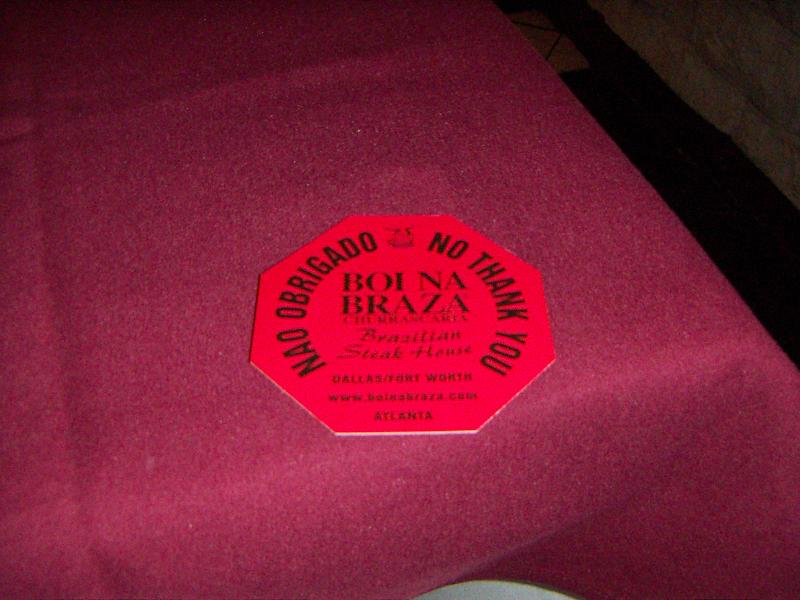 NAO OBRIGADO
NO THANK YOU
BOI NA
BRAZA
CHURRASCARIA
Brazilian
Steak House
DALLAS/FORT WORTH
www.boinabraza.com
ATLANTA